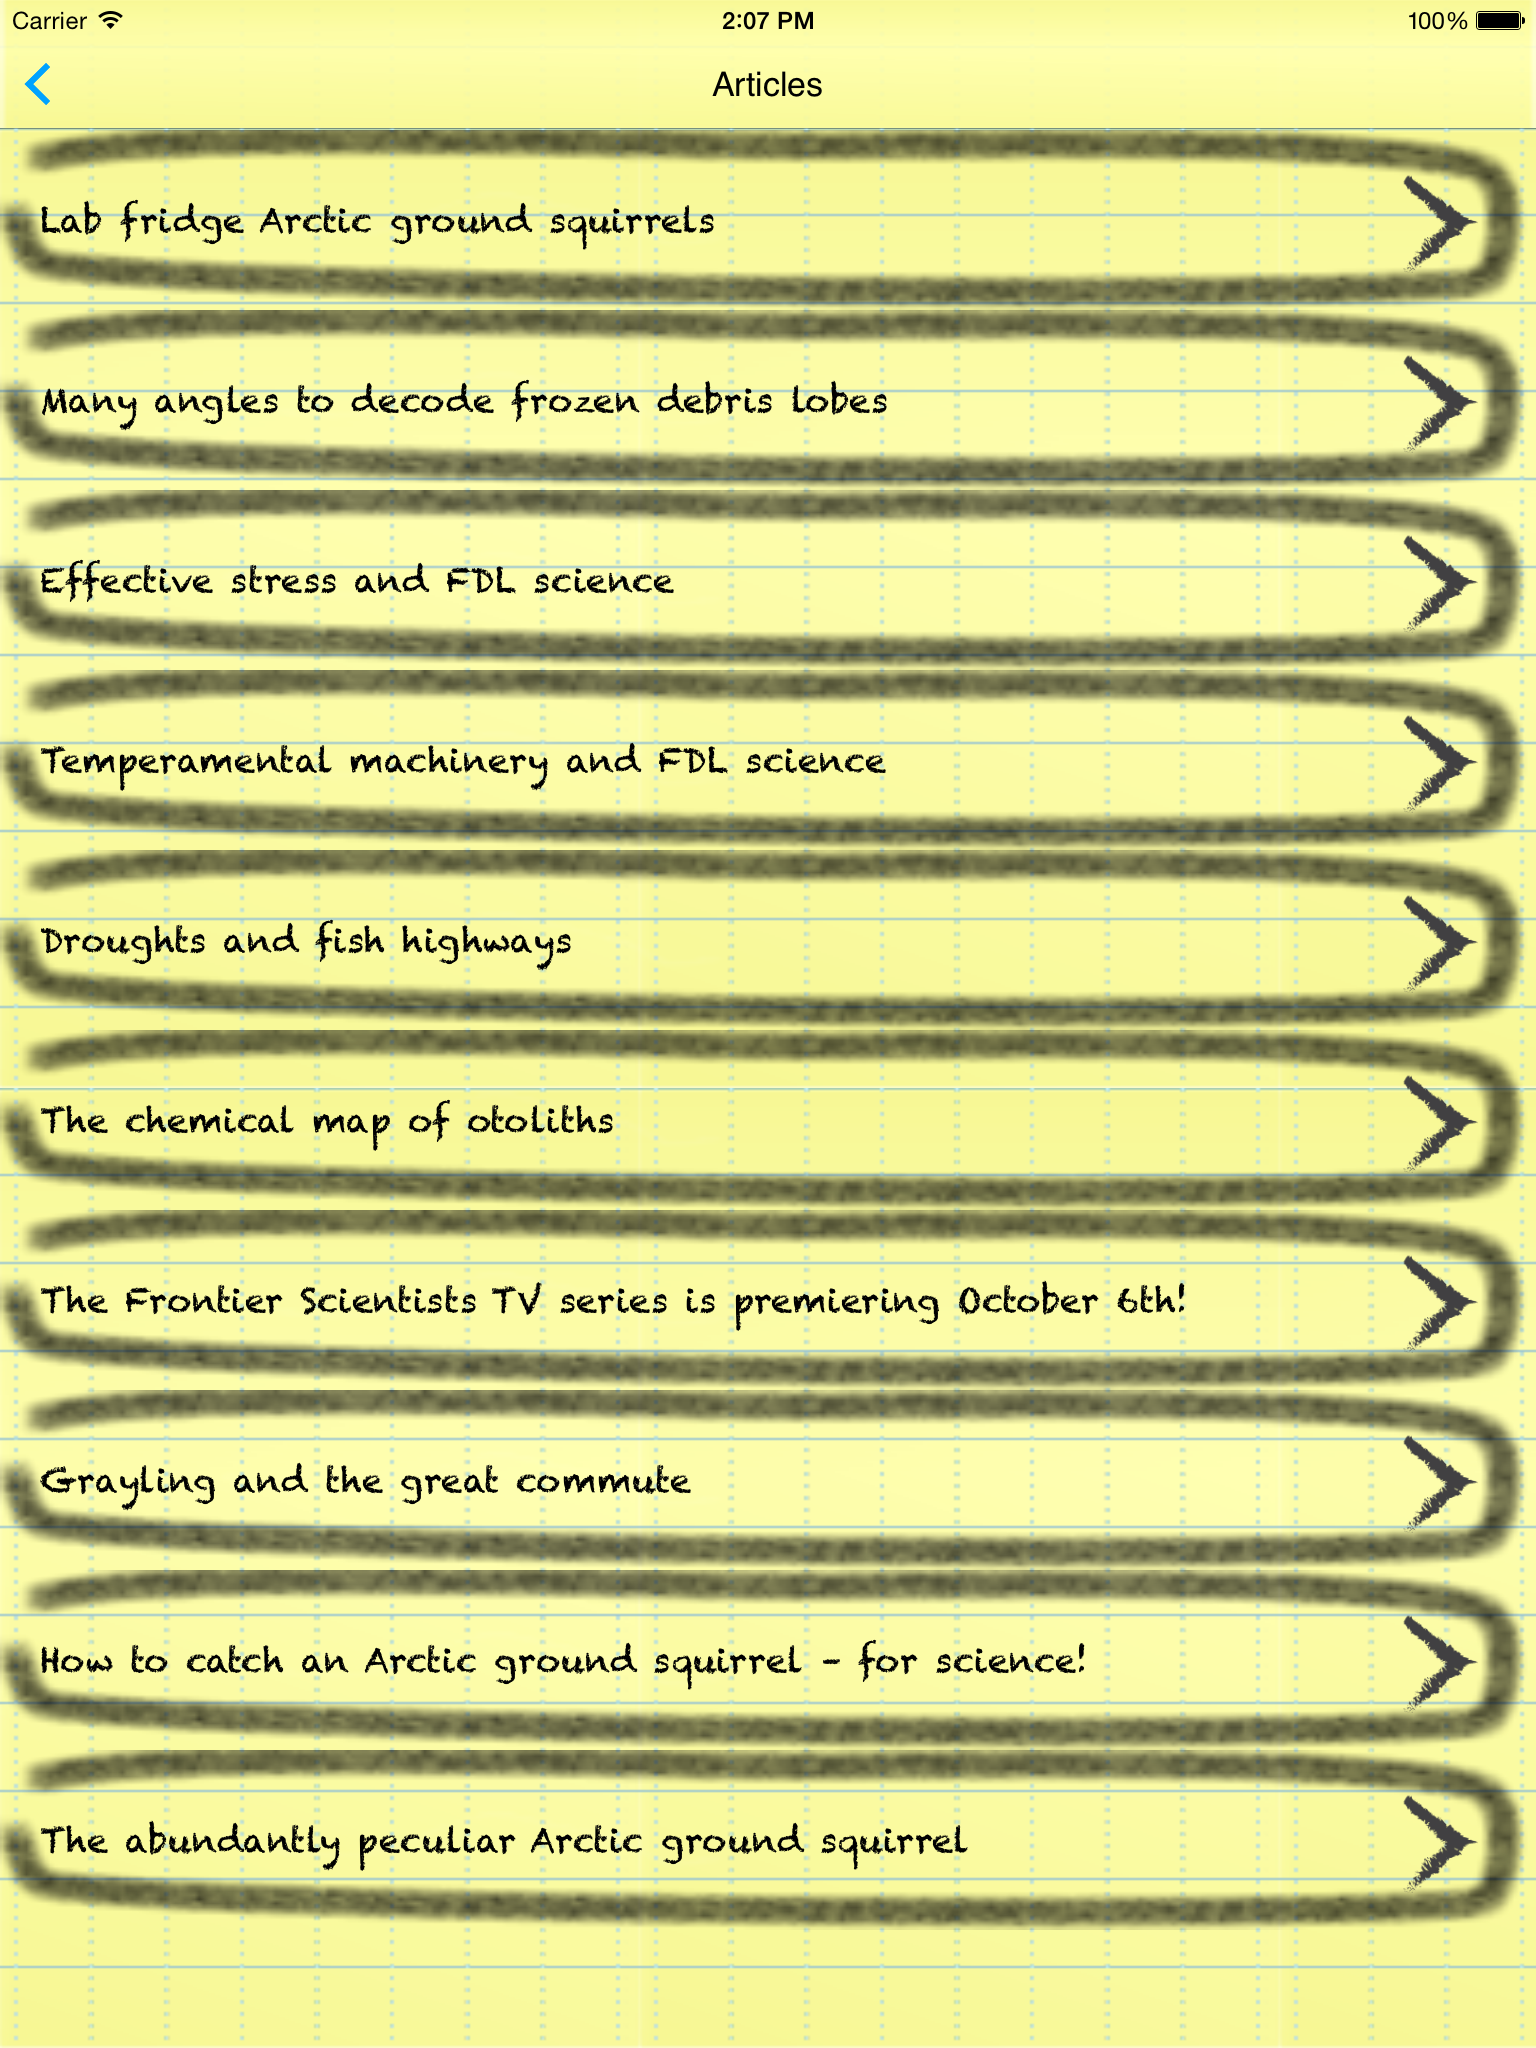 Carrier 2:07 PM 100%
Articles
Lab fridge Arctic ground squirrels
Many angles to decode frozen debris lobes
Effective stress and FDL science
Temperamental machinery and FDL science
Droughts and fish highways
The chemical map of otoliths
The Frontier Scientists TV series is premiering October 6th!
Grayling and the great commute
How to catch an Arctic ground squirrel – for science!
The abundantly peculiar Arctic ground squirrel